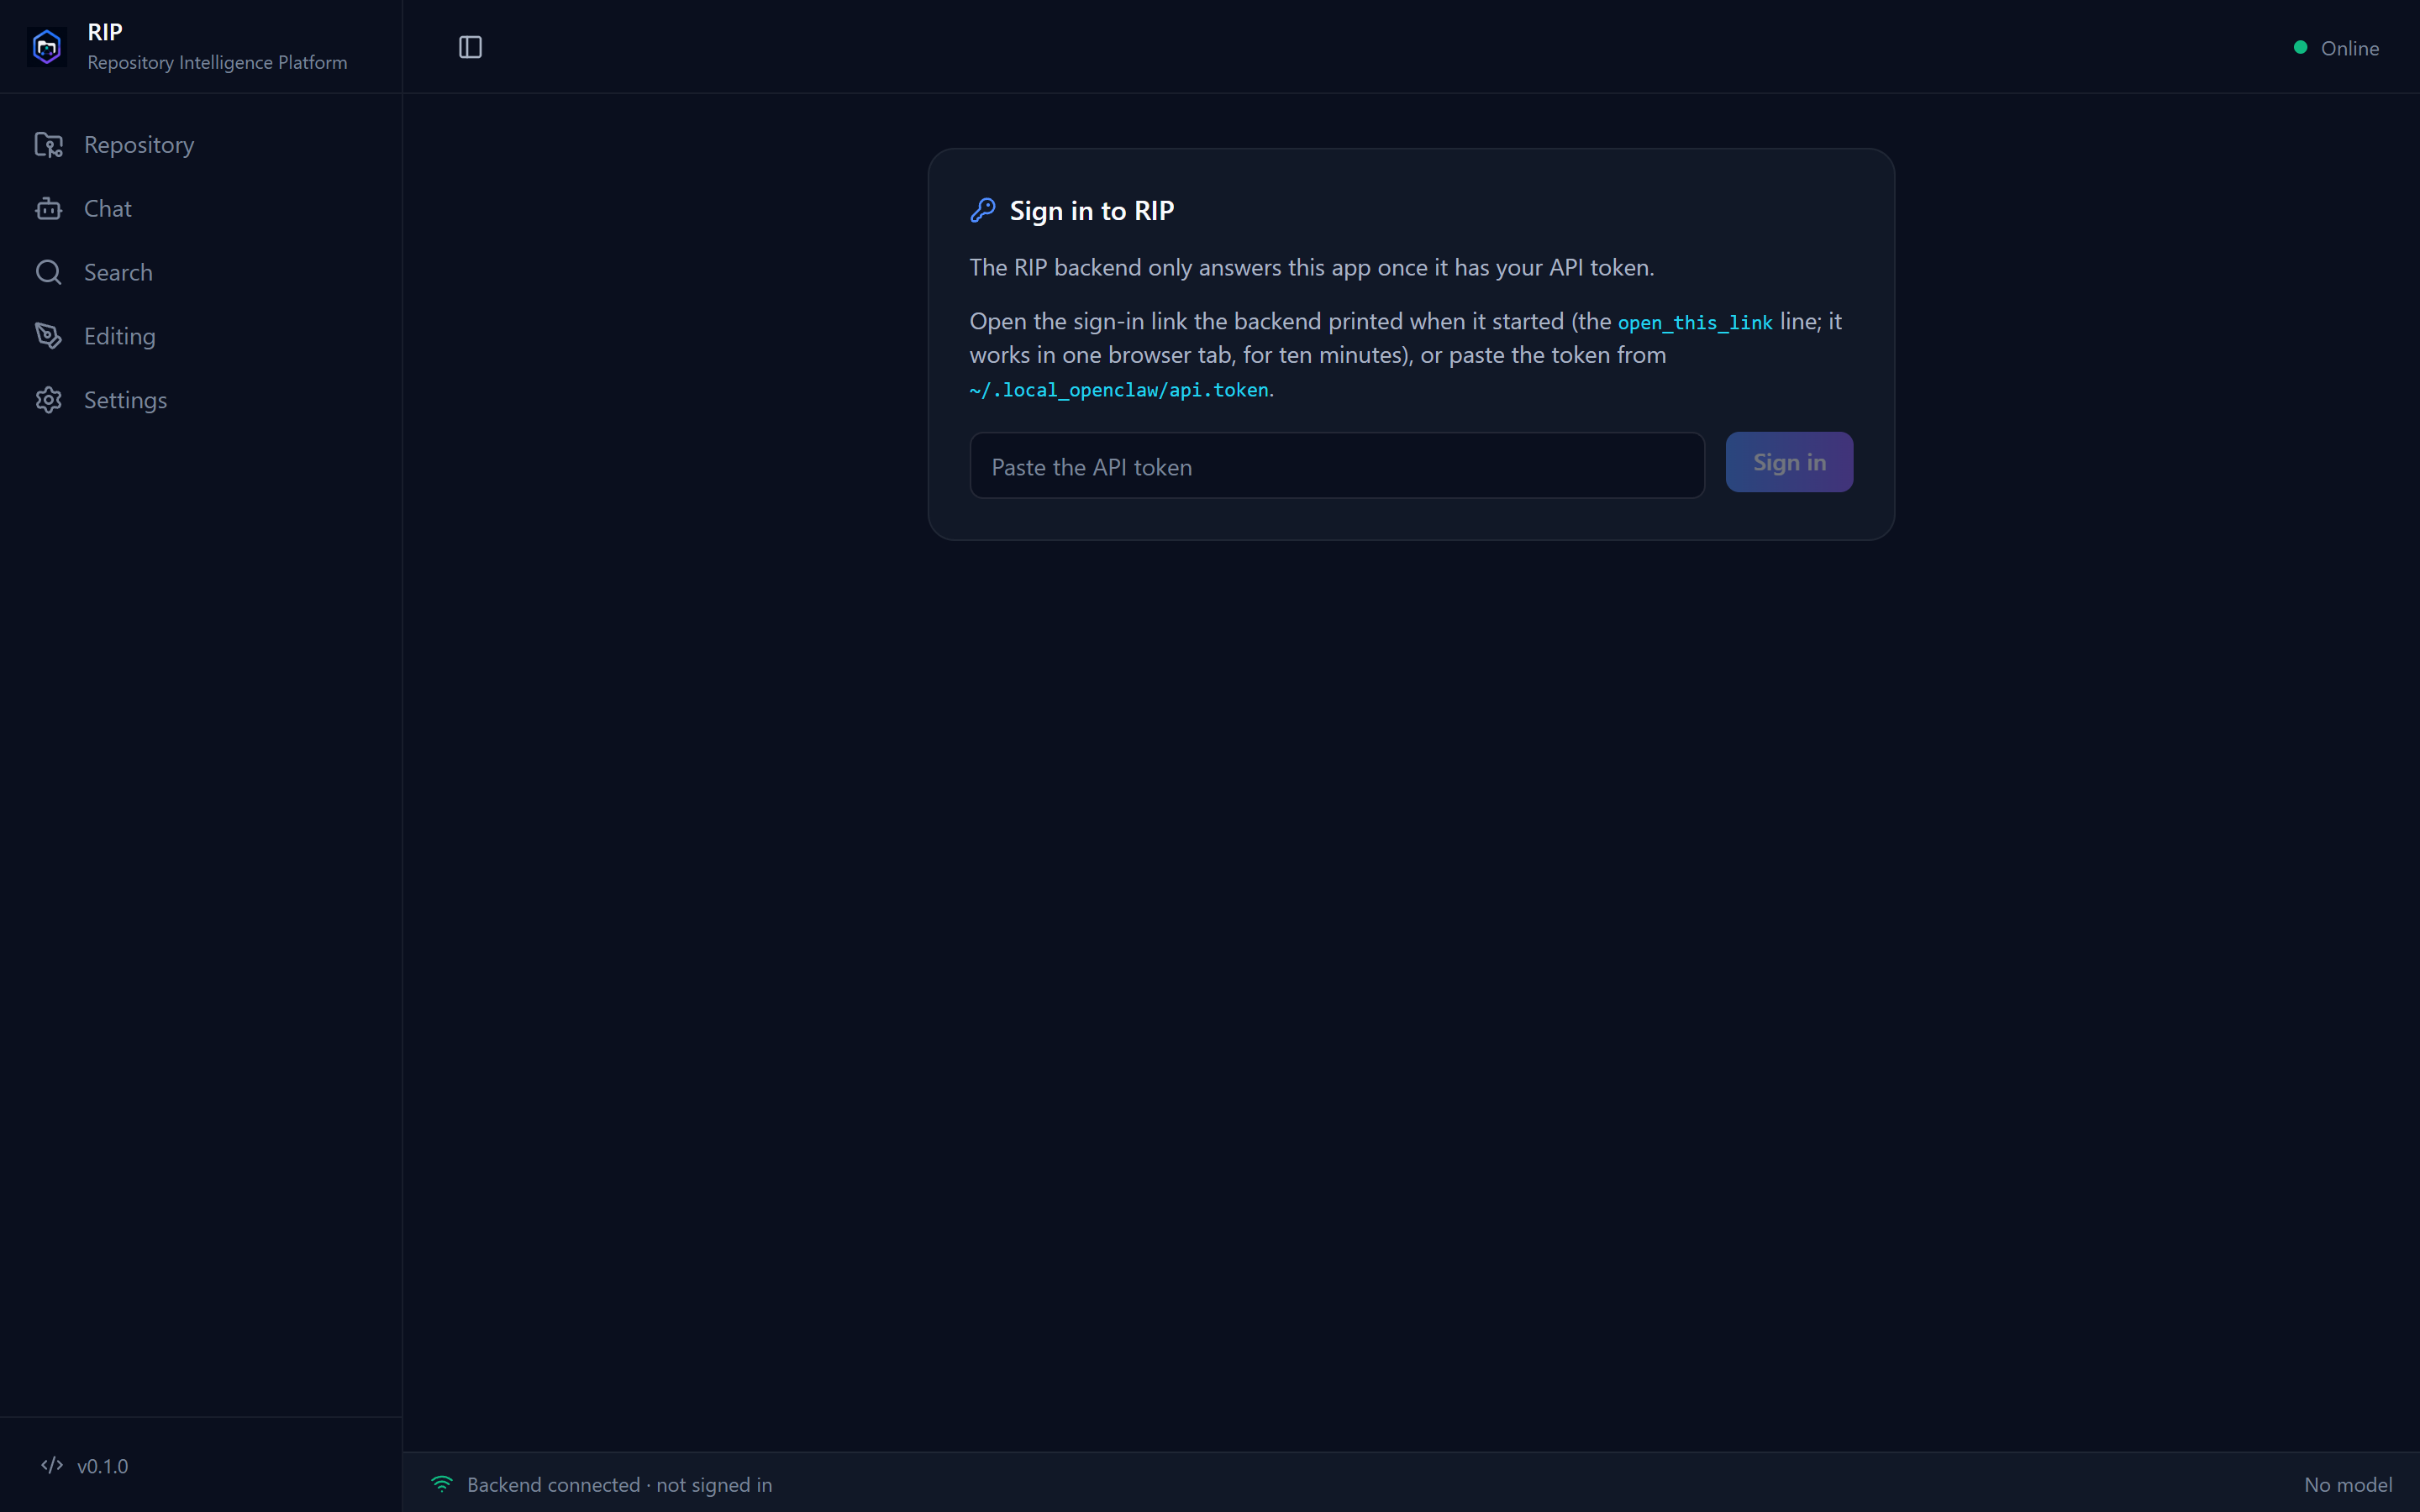 RIP
Repository Intelligence Platform
Online
Repository
Chat
Search
Editing
Settings
Sign in to RIP
The RIP backend only answers this app once it has your API token.
Open the sign-in link the backend printed when it started (the open_this_link line; it
works in one browser tab, for ten minutes), or paste the token from
~/.local_openclaw/api.token.
Paste the API token
Sign in
v0.1.0
Backend connected · not signed in
No model